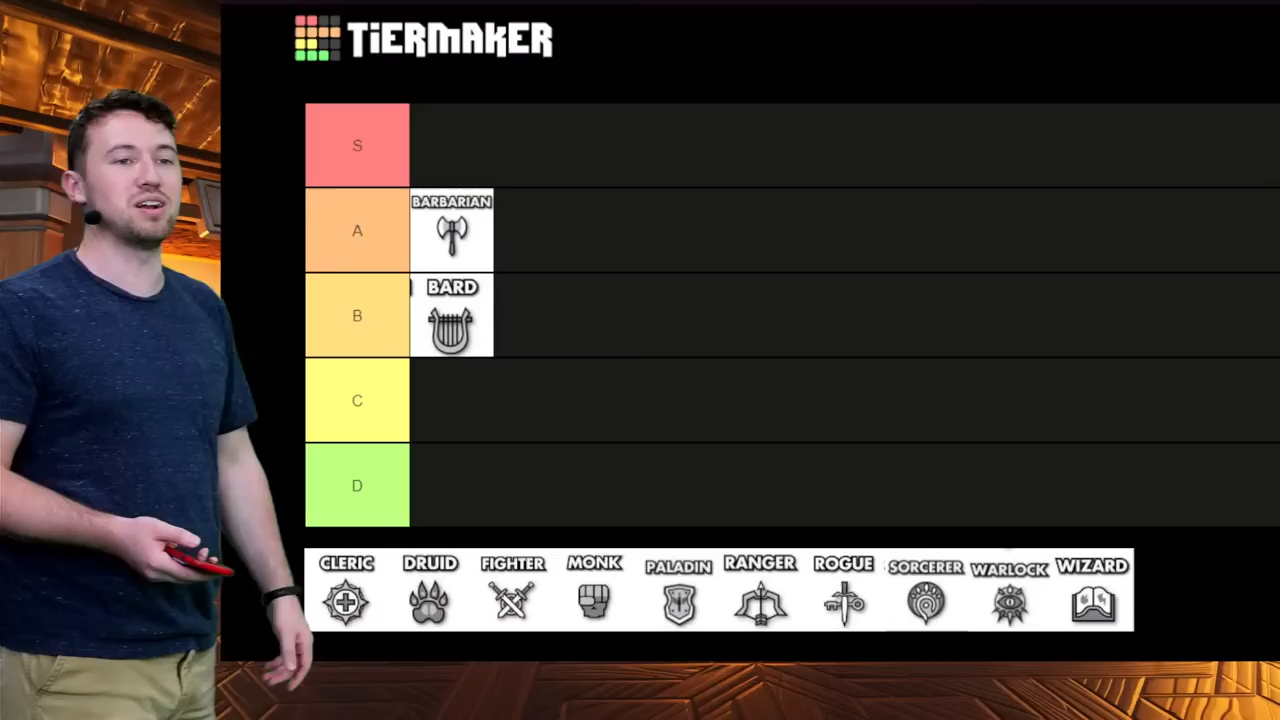 TiERMAKER
S
A
BARBARIAN
B
BARD
C
D
CLERIC DRUID FIGHTER MONK PALADIN RANGER ROGUE SORCERER WARLOCK WIZARD